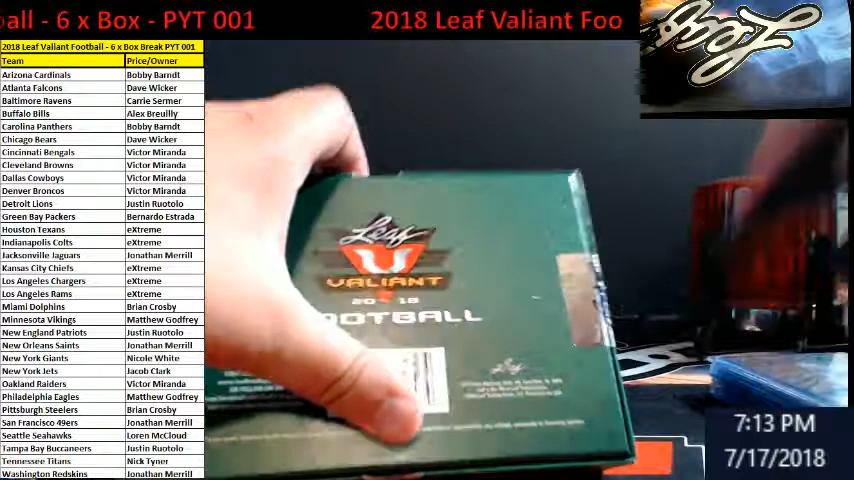 all - 6 x Box - PYT 001
2018 Leaf Valiant Foo
2018 Leaf Valiant Football - 6 x Box Break PYT 001
Team Price/Owner
Arizona Cardinals Bobby Barndt
Atlanta Falcons Dave Wicker
Baltimore Ravens Carrie Sermer
Buffalo Bills Alex Breuilly
Carolina Panthers Bobby Barndt
Chicago Bears Dave Wicker
Cincinnati Bengals Victor Miranda
Cleveland Browns Victor Miranda
Dallas Cowboys Victor Miranda
Denver Broncos Victor Miranda
Detroit Lions Justin Ruotolo
Green Bay Packers Bernardo Estrada
Houston Texans eXtreme
Indianapolis Colts eXtreme
Jacksonville Jaguars Jonathan Merrill
Kansas City Chiefs eXtreme
Los Angeles Chargers eXtreme
Los Angeles Rams eXtreme
Miami Dolphins Brian Crosby
Minnesota Vikings Matthew Godfrey
New England Patriots Justin Ruotolo
New Orleans Saints Jonathan Merrill
New York Giants Nicole White
New York Jets Jacob Clark
Oakland Raiders Victor Miranda
Philadelphia Eagles Matthew Godfrey
Pittsburgh Steelers Brian Crosby
San Francisco 49ers Jonathan Merrill
Seattle Seahawks Loren McCloud
Tampa Bay Buccaneers Justin Ruotolo
Tennessee Titans Nick Tyner
Washington Redskins Jonathan Merrill
Leaf
VALIANT
2018
OOTBALL
Leaf
Leaf
7:13 PM
7/17/2018